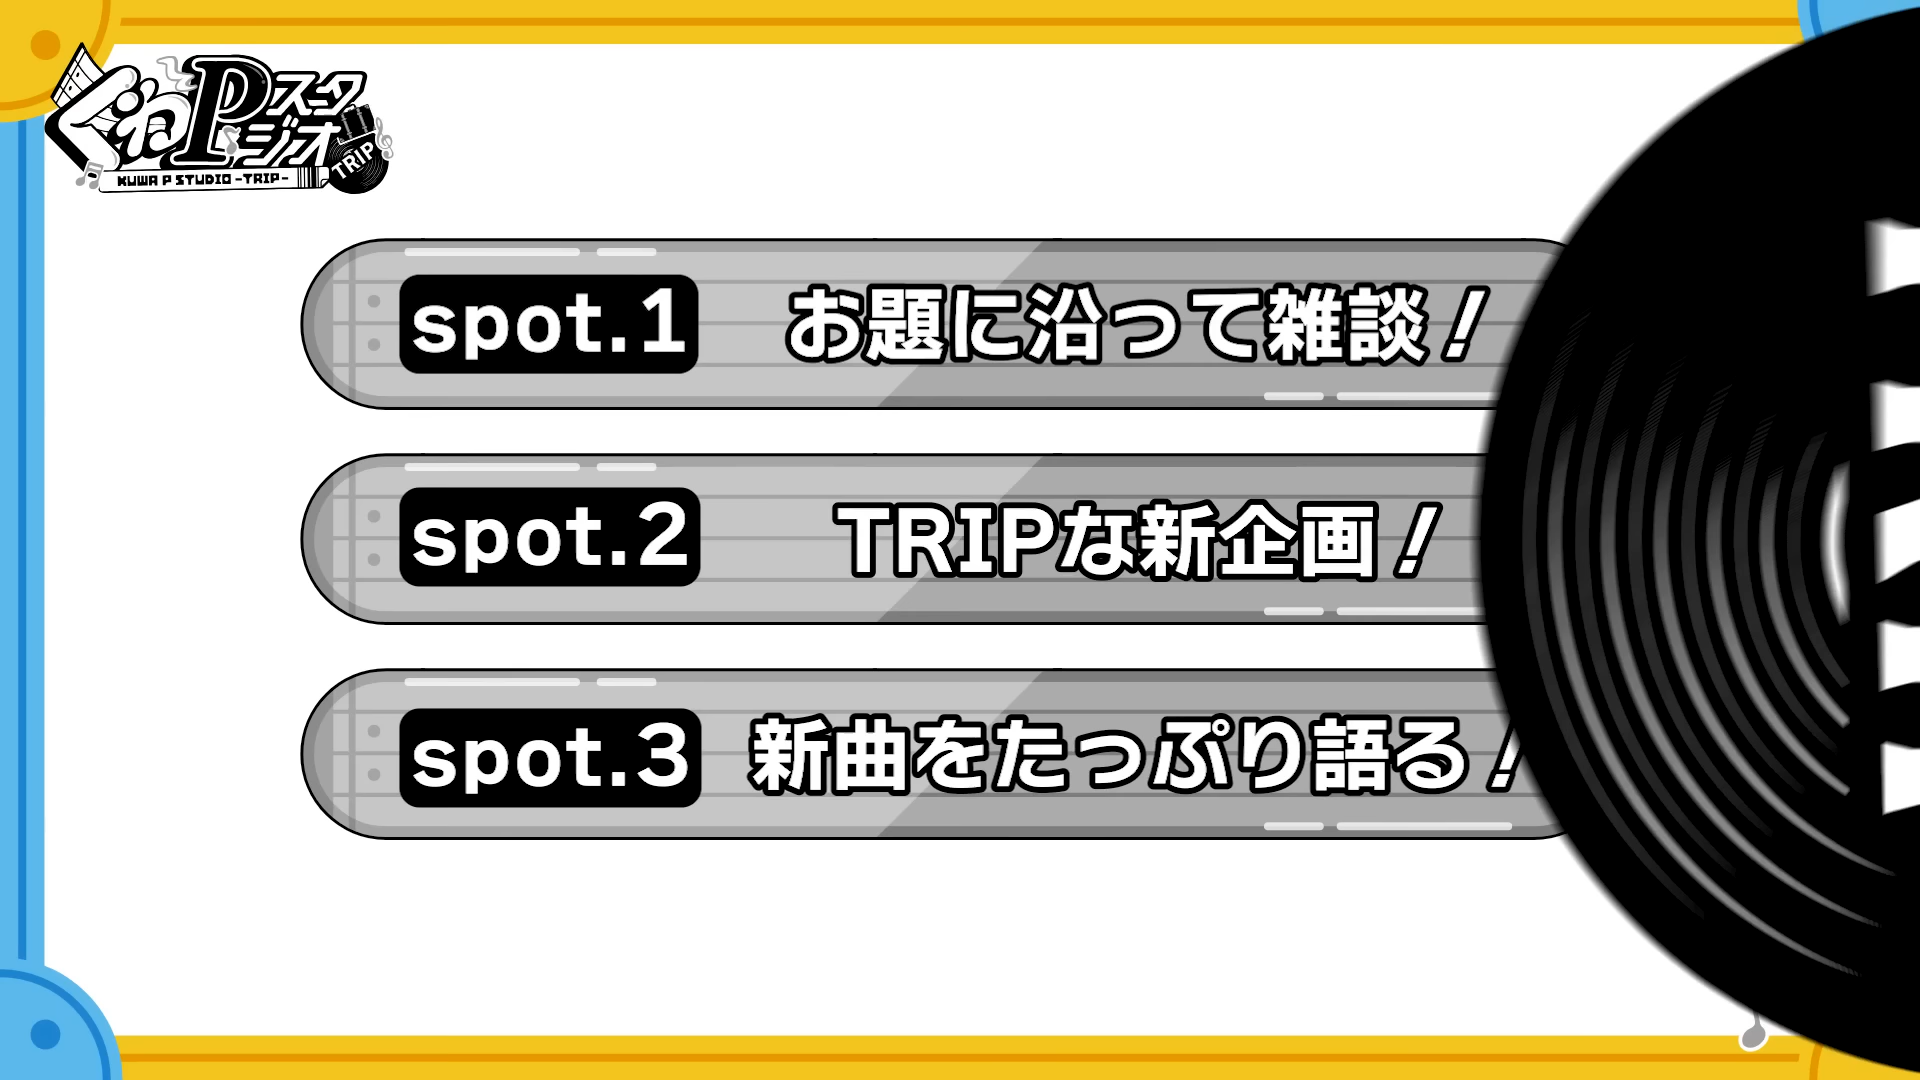 ぐわPスタジオ
TRIP
KUWA P STUDIO -TRIP-
spot.1 お題に沿って雑談！
spot.2 TRIPな新企画！
spot.3 新曲をたっぷり語る！